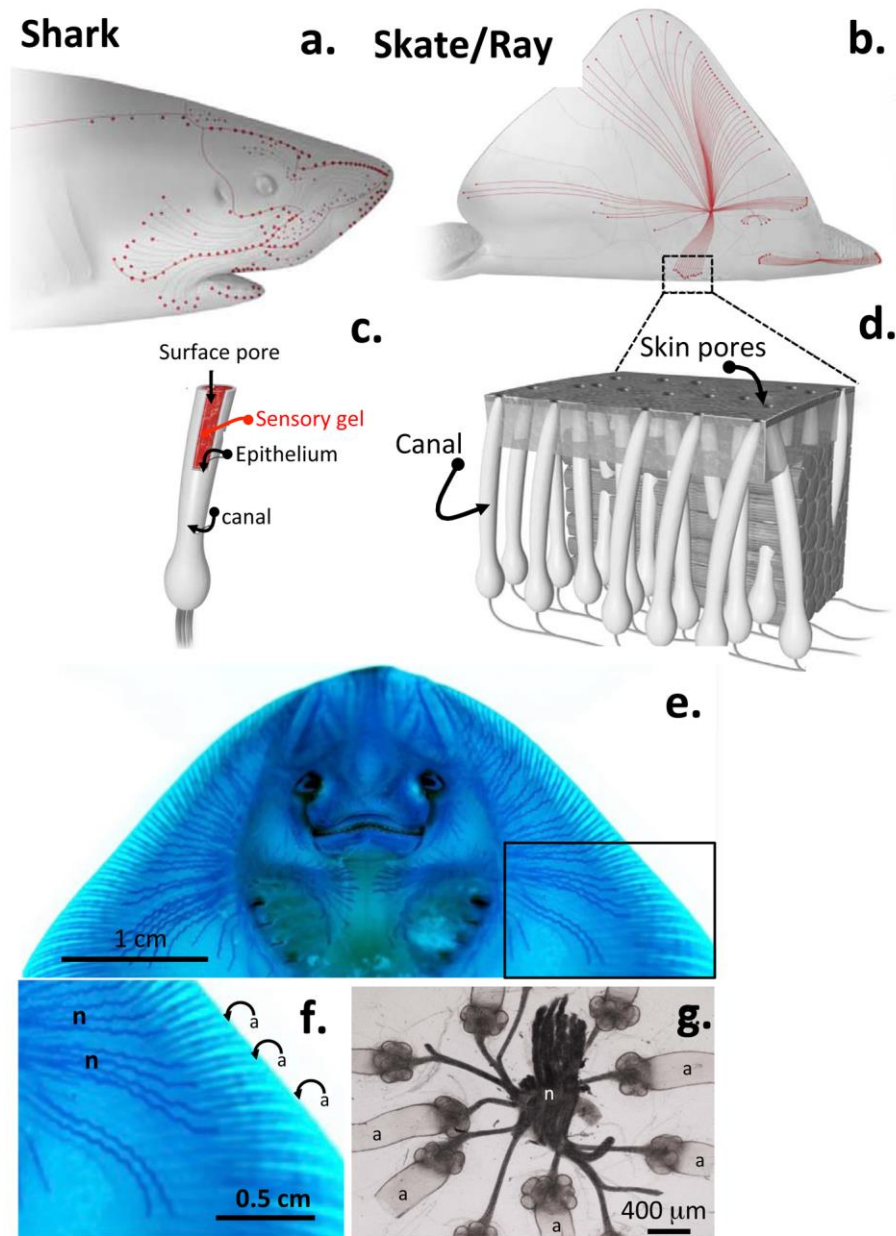 Shark
a.
Skate/Ray
b.
c.
Surface pore
Sensory gel
Epithelium
canal
d.
Skin pores
Canal
e.
1 cm
f.
n
n
a
a
a
0.5 cm
g.
n
a
a
a
a
a
400 μm